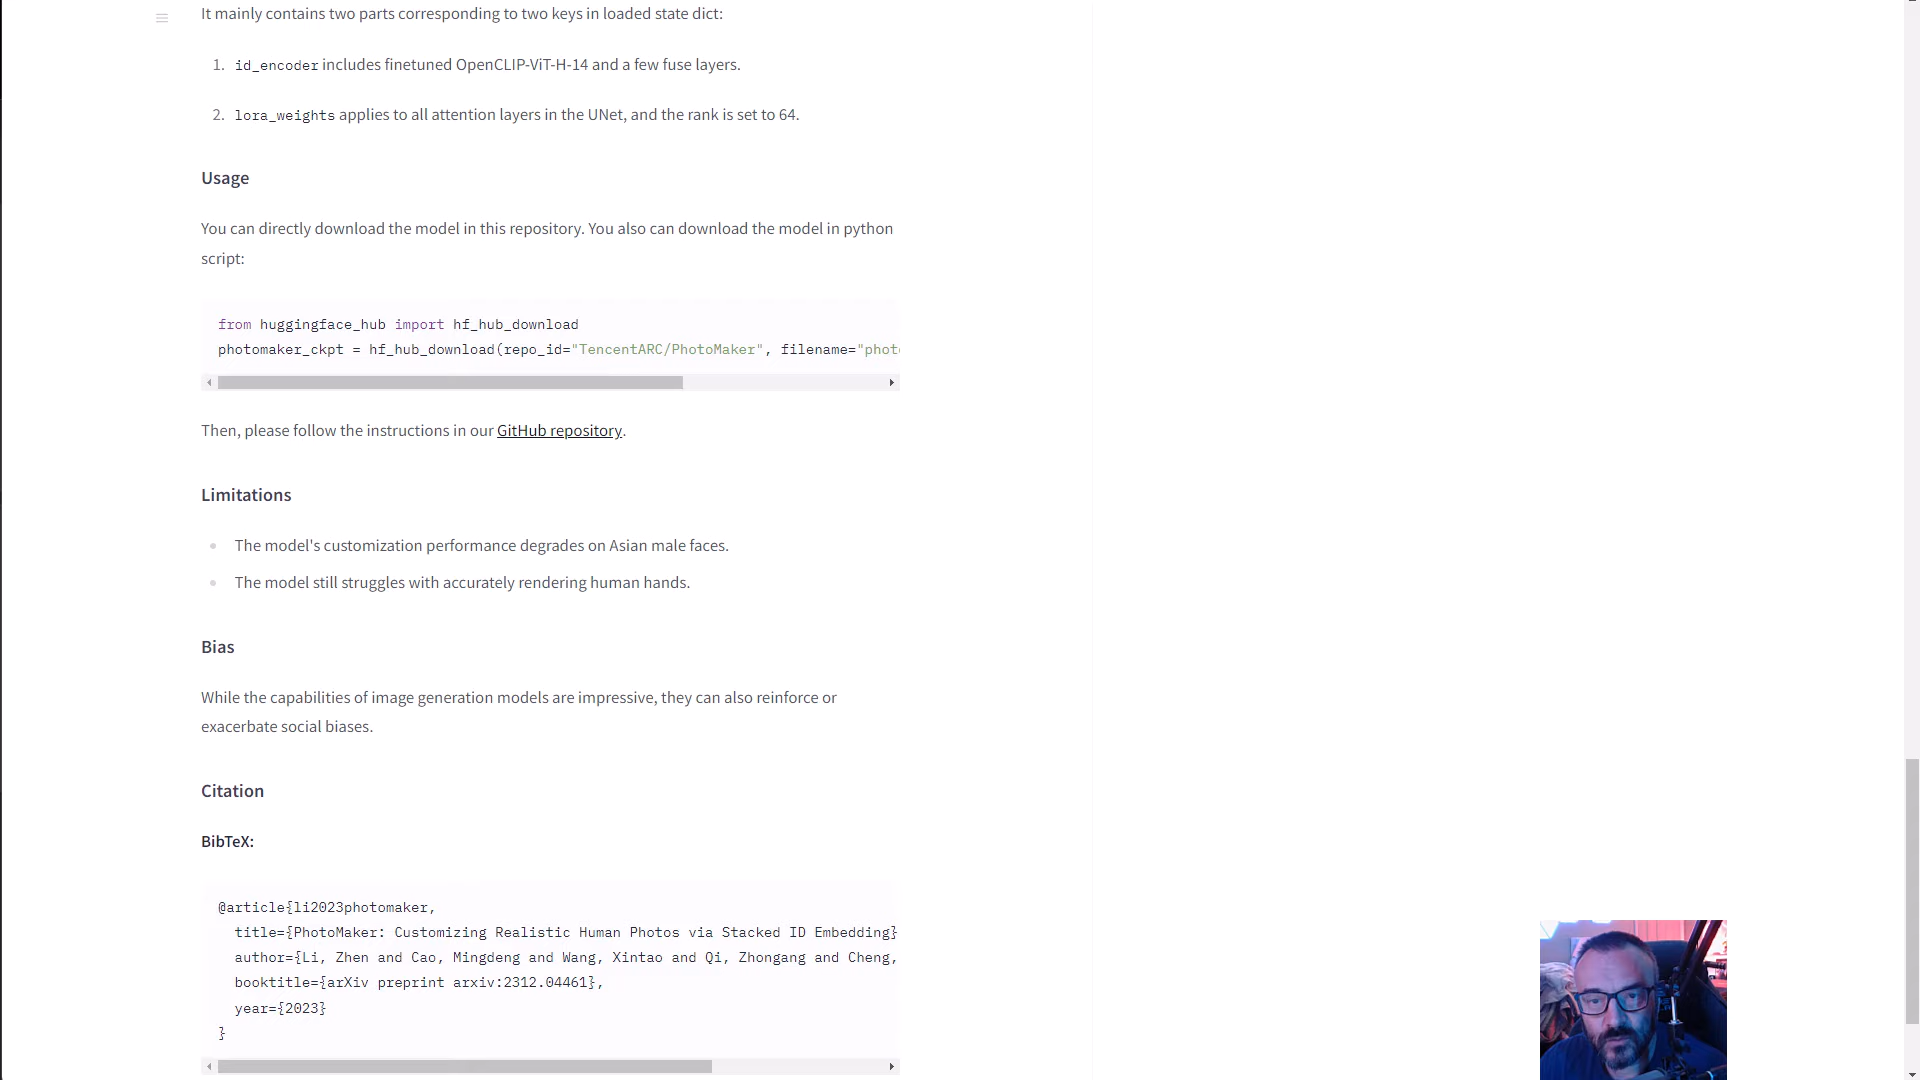 It mainly contains two parts corresponding to two keys in loaded state dict:
1. id_encoder includes finetuned OpenCLIP-ViT-H-14 and a few fuse layers.
2. lora_weights applies to all attention layers in the UNet, and the rank is set to 64.
Usage
You can directly download the model in this repository. You also can download the model in python
script:
from huggingface_hub import hf_hub_download
photomaker_ckpt = hf_hub_download(repo_id="TencentARC/PhotoMaker", filename="phot
Then, please follow the instructions in our GitHub repository.
Limitations
The model's customization performance degrades on Asian male faces.
The model still struggles with accurately rendering human hands.
Bias
While the capabilities of image generation models are impressive, they can also reinforce or
exacerbate social biases.
Citation
BibTeX:
@article{li2023photomaker,
title={PhotoMaker: Customizing Realistic Human Photos via Stacked ID Embedding}
author={Li, Zhen and Cao, Mingdeng and Wang, Xintao and Qi, Zhongang and Cheng,
booktitle={arXiv preprint arxiv:2312.04461},
year={2023}
}